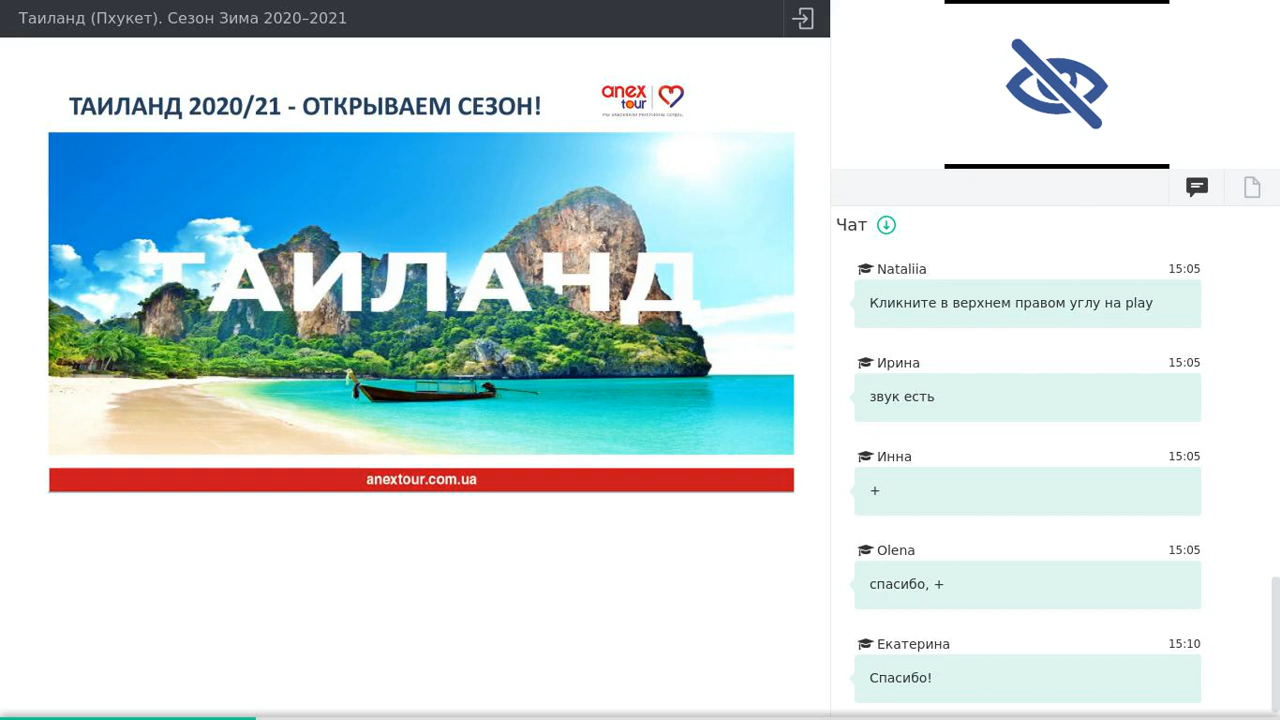 Таиланд (Пхукет). Сезон Зима 2020–2021
ТАИЛАНД 2020/21 - ОТКРЫВАЕМ СЕЗОН!
anex
tour
ТАИЛАНД
anextour.com.ua
Чат
Nataliia 15:05
Кликните в верхнем правом углу на play
Ирина 15:05
звук есть
Инна 15:05
+
Olena 15:05
спасибо, +
Екатерина 15:10
Спасибо!